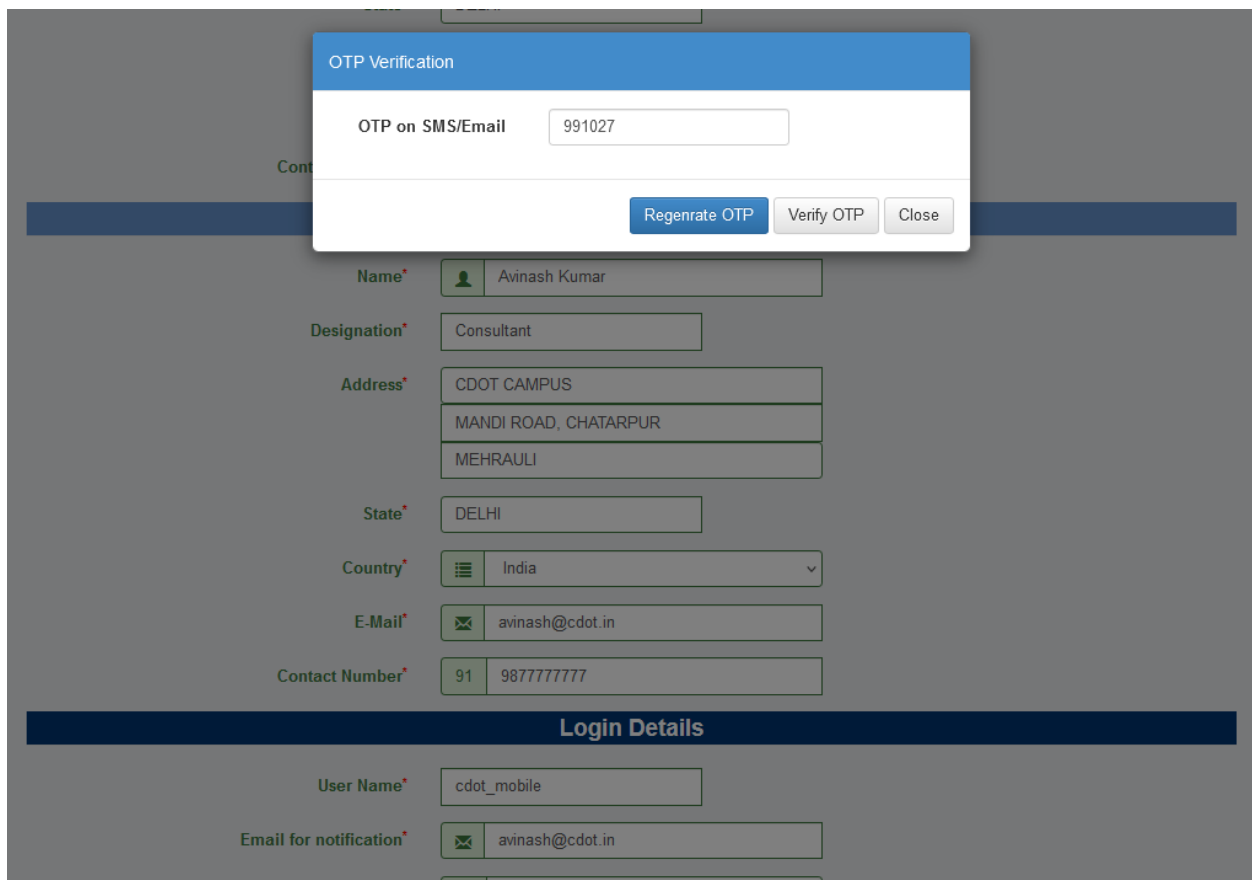 OTP Verification
OTP on SMS/Email 991027
Regenrate OTP Verify OTP Close
Cont
Name* Avinash Kumar
Designation* Consultant
Address* CDOT CAMPUS
MANDI ROAD, CHATARPUR
MEHRAULI
State* DELHI
Country* India
E-Mail* avinash@cdot.in
Contact Number* 91 9877777777
Login Details
User Name* cdot_mobile
Email for notification* avinash@cdot.in